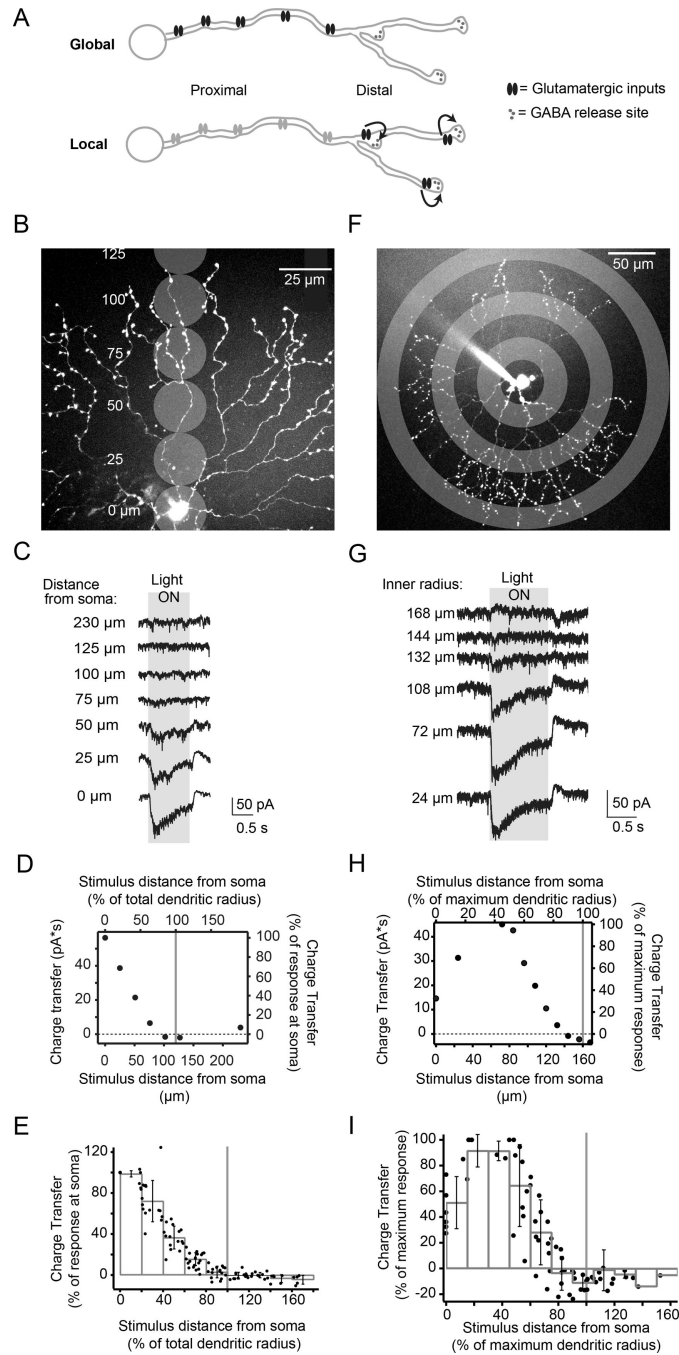 A
Global
Proximal
Distal
Local
= Glutamatergic inputs
= GABA release site
B
125
100
75
50
25
0 µm
25 µm
F
50 µm
C
Distance
from soma:
Light
ON
230 µm
125 µm
100 µm
75 µm
50 µm
25 µm
0 µm
50 pA
0.5 s
G
Inner radius:
Light
ON
168 µm
144 µm
132 µm
108 µm
72 µm
24 µm
50 pA
0.5 s
D
Stimulus distance from soma
(% of total dendritic radius)
0 50 100 150
Charge transfer (pA*s)
40
20
0
Charge Transfer
(% of response at soma)
100
80
60
40
20
0
0 50 100 150 200
Stimulus distance from soma
(µm)
H
Stimulus distance from soma
(% of maximum dendritic radius)
0 20 40 60 80 100
Charge Transfer (pA*s)
40
30
20
10
0
Charge Transfer
(% of maximum response)
100
80
60
40
20
0
0 40 80 120 160
Stimulus distance from soma
(µm)
E
Charge Transfer
(% of response at soma)
120
80
40
0
0 40 80 120 160
Stimulus distance from soma
(% of total dendritic radius)
I
Charge Transfer
(% of maximum response)
100
80
60
40
20
0
-20
0 40 80 120 160
Stimulus distance from soma
(% of maximum dendritic radius)